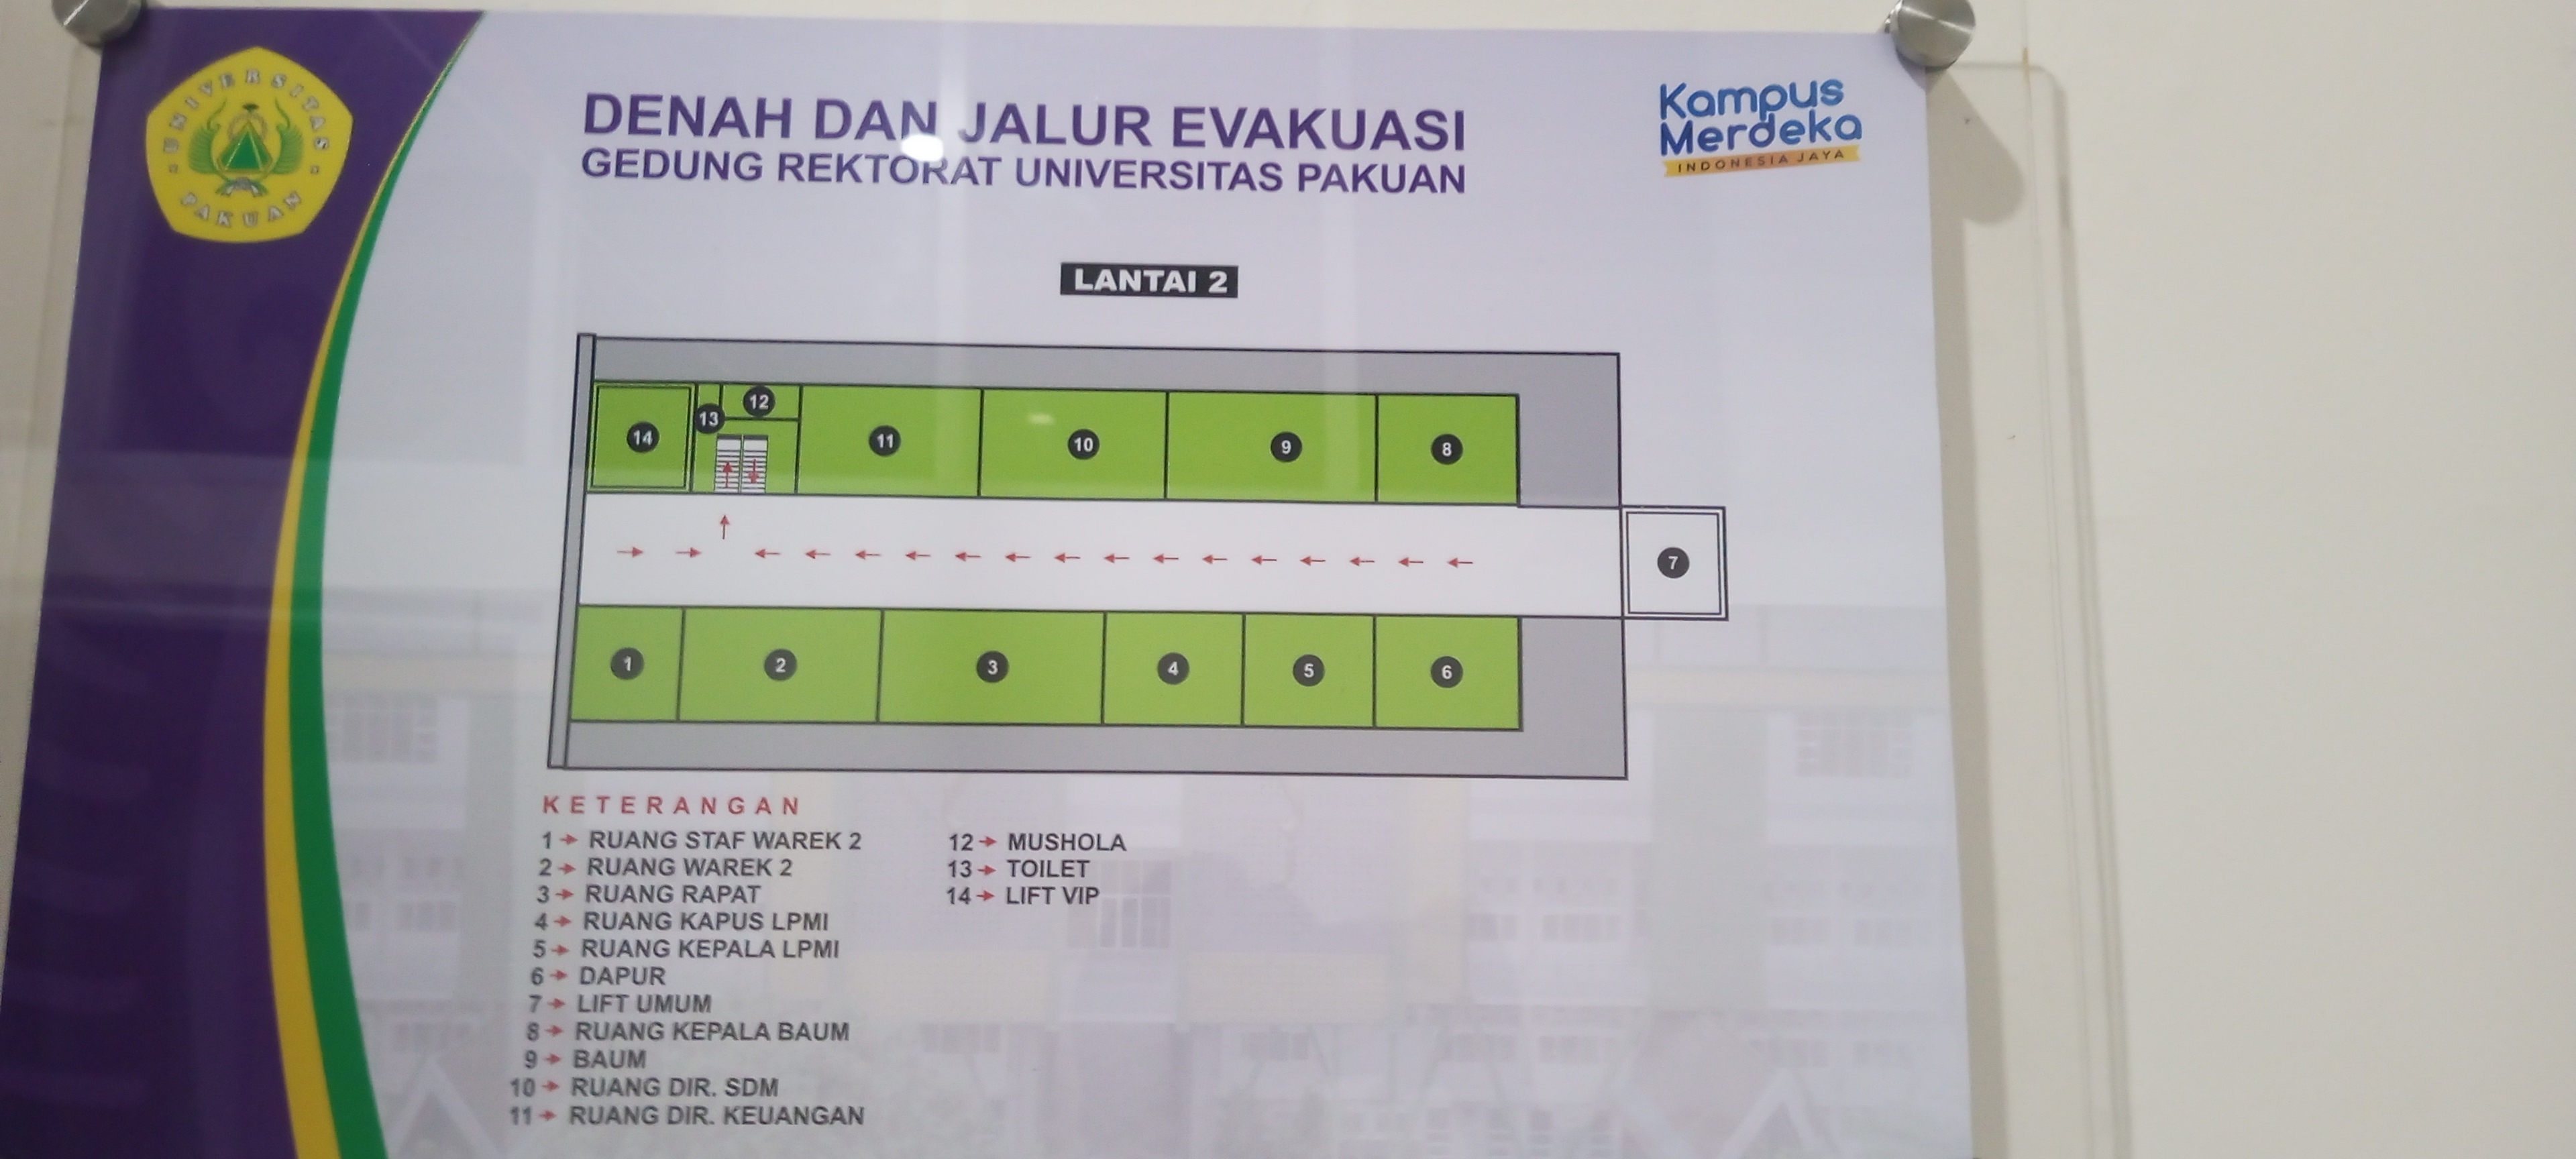 UNIVERSITAS
PAKUAN
DENAH DAN JALUR EVAKUASI
GEDUNG REKTORAT UNIVERSITAS PAKUAN
Kampus
Merdeka
INDONESIA JAYA
LANTAI 2
14
13
12
11
10
9
8
7
1
2
3
4
5
6
KETERANGAN
1 → RUANG STAF WAREK 2
2 → RUANG WAREK 2
3 → RUANG RAPAT
4 → RUANG KAPUS LPMI
5 → RUANG KEPALA LPMI
6 → DAPUR
7 → LIFT UMUM
8 → RUANG KEPALA BAUM
9 → BAUM
10 → RUANG DIR. SDM
11 → RUANG DIR. KEUANGAN
12 → MUSHOLA
13 → TOILET
14 → LIFT VIP